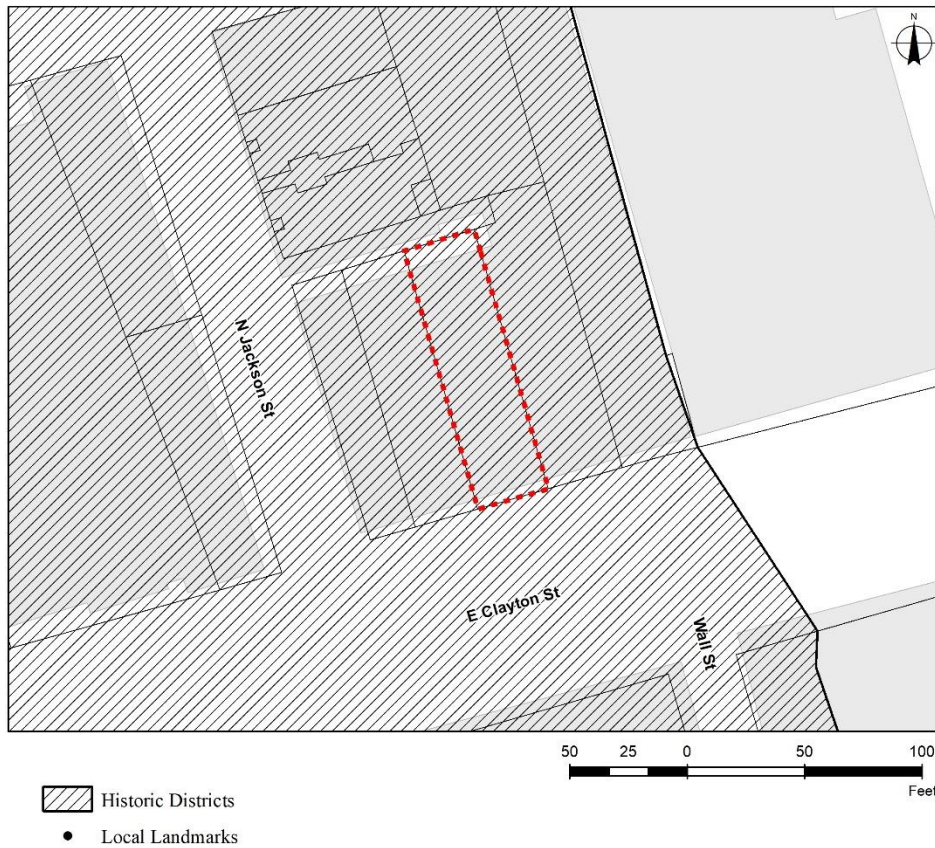 N
N Jackson St
E Clayton St
Wall St
50 25 0 50 100
Feet
Historic Districts
Local Landmarks